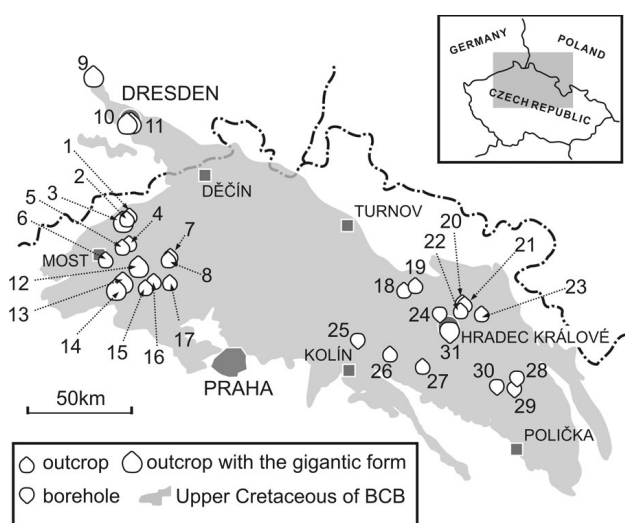 GERMANY
POLAND
CZECH REPUBLIC
9
DRESDEN
10
11
1
2
3
5
4
6
7
DĚČÍN
TURNOV
MOST
12
8
13
14
15
16
17
20
19
22
21
18
23
24
25
HRADEC KRÁLOVÉ
31
KOLÍN
PRAHA
26
27
30
28
29
50km
POLIČKA
outcrop
outcrop with the gigantic form
borehole
Upper Cretaceous of BCB